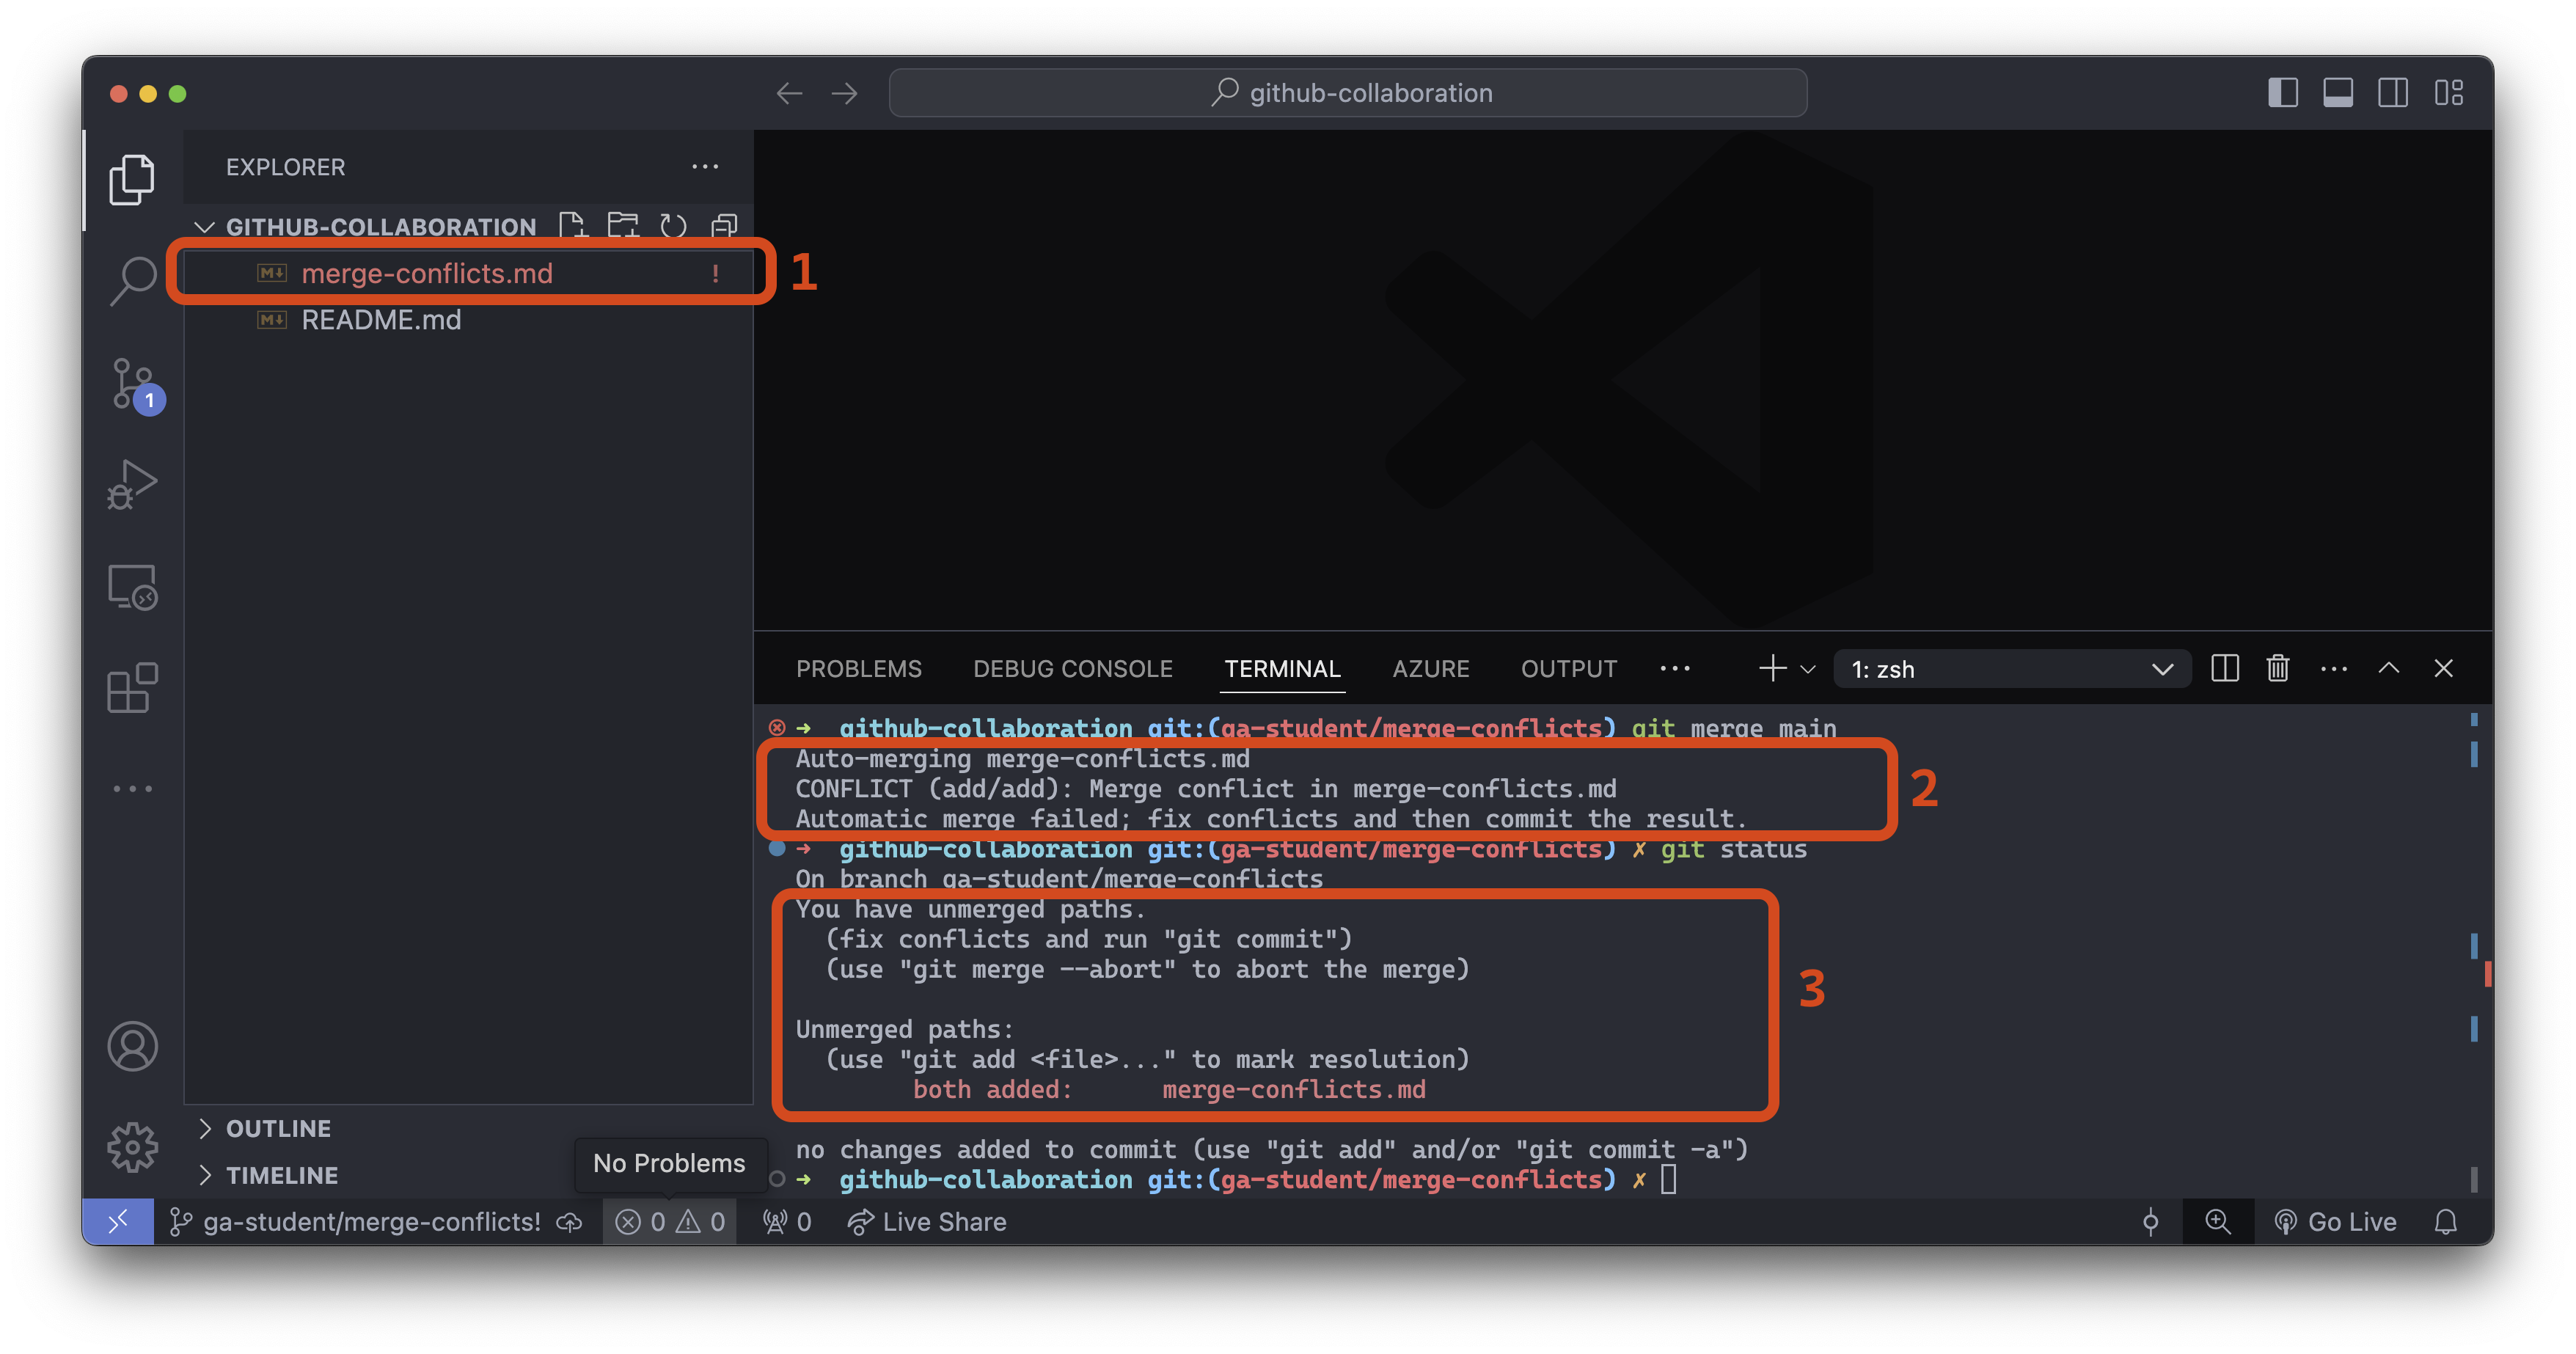 github-collaboration
EXPLORER
GITHUB-COLLABORATION
merge-conflicts.md !
1
README.md
1
PROBLEMS DEBUG CONSOLE TERMINAL AZURE OUTPUT 1: zsh
github-collaboration git:(ga-student/merge-conflicts) git merge main
Auto-merging merge-conflicts.md
CONFLICT (add/add): Merge conflict in merge-conflicts.md
Automatic merge failed; fix conflicts and then commit the result.
2
github-collaboration git:(ga-student/merge-conflicts) ✗ git status
On branch ga-student/merge-conflicts
You have unmerged paths.
(fix conflicts and run "git commit")
(use "git merge --abort" to abort the merge)
3
Unmerged paths:
(use "git add <file>..." to mark resolution)
both added: merge-conflicts.md
no changes added to commit (use "git add" and/or "git commit -a")
github-collaboration git:(ga-student/merge-conflicts) ✗
OUTLINE
TIMELINE
No Problems
ga-student/merge-conflicts! 0 0 0 Live Share Go Live